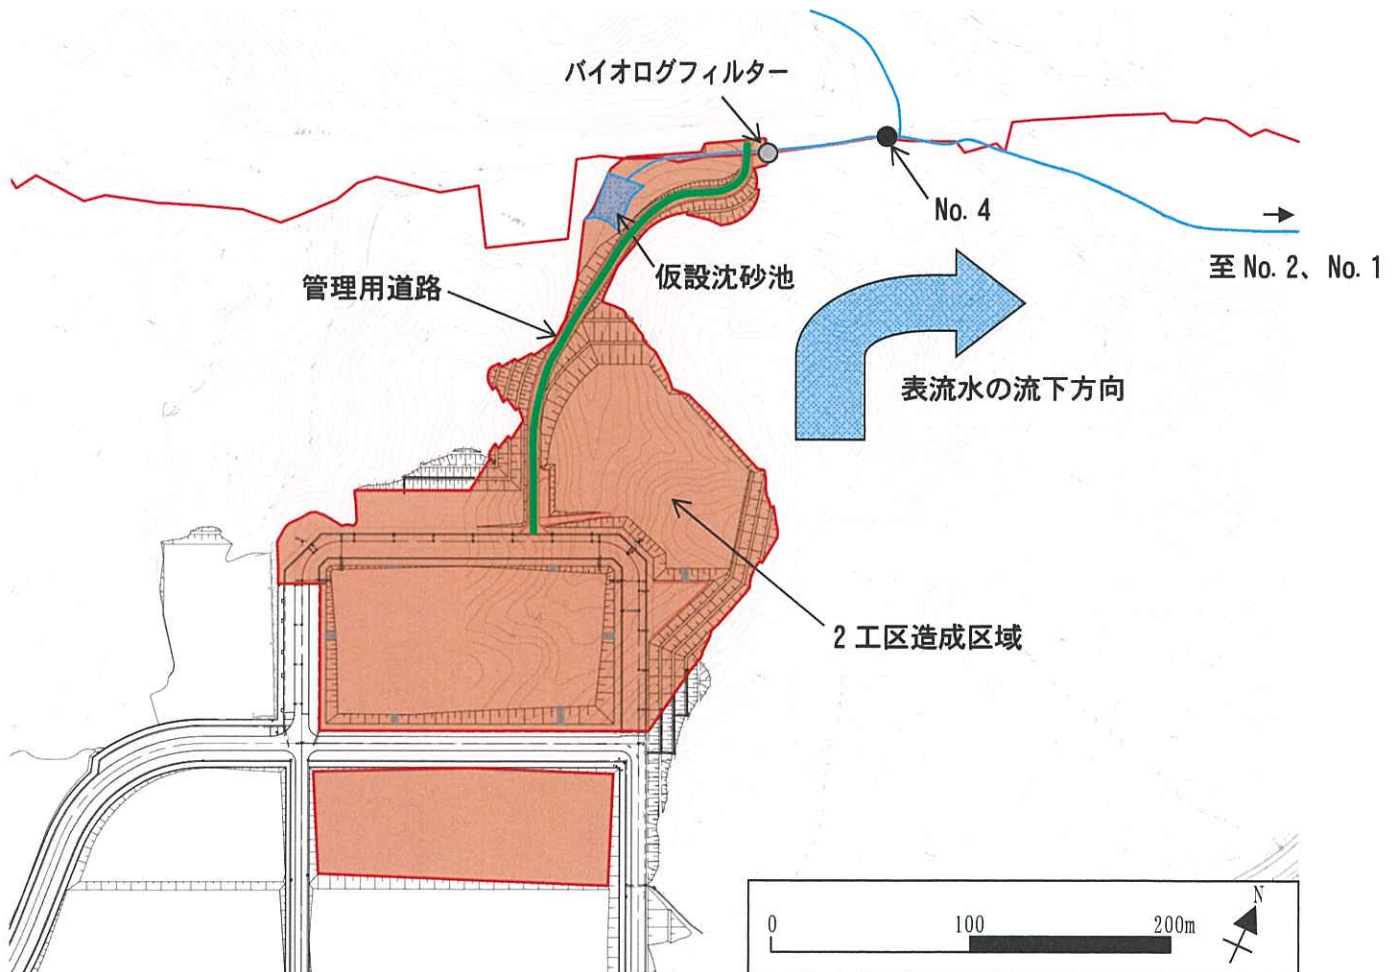 バイオログフィルター
No. 4
至 No. 2、No. 1
仮設沈砂池
管理用道路
表流水の流下方向
2 工区造成区域
N
0 100 200m